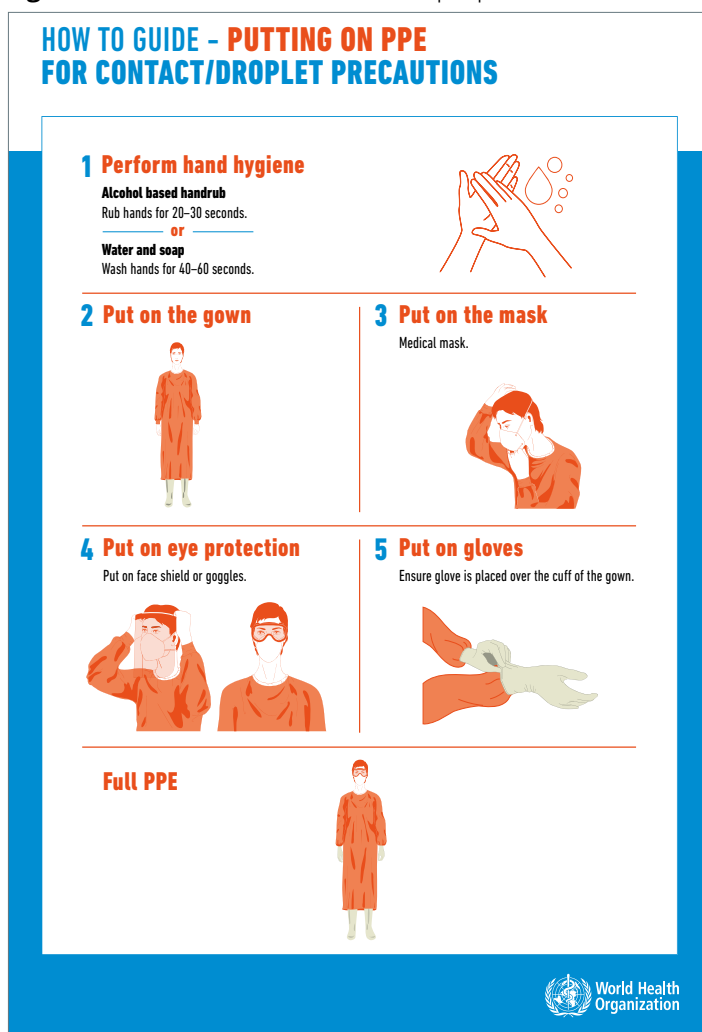 HOW TO GUIDE - PUTTING ON PPE
FOR CONTACT/DROPLET PRECAUTIONS
1 Perform hand hygiene
Alcohol based handrub
Rub hands for 20–30 seconds.
or
Water and soap
Wash hands for 40–60 seconds.
2 Put on the gown
3 Put on the mask
Medical mask.
4 Put on eye protection
Put on face shield or goggles.
5 Put on gloves
Ensure glove is placed over the cuff of the gown.
Full PPE
World Health
Organization